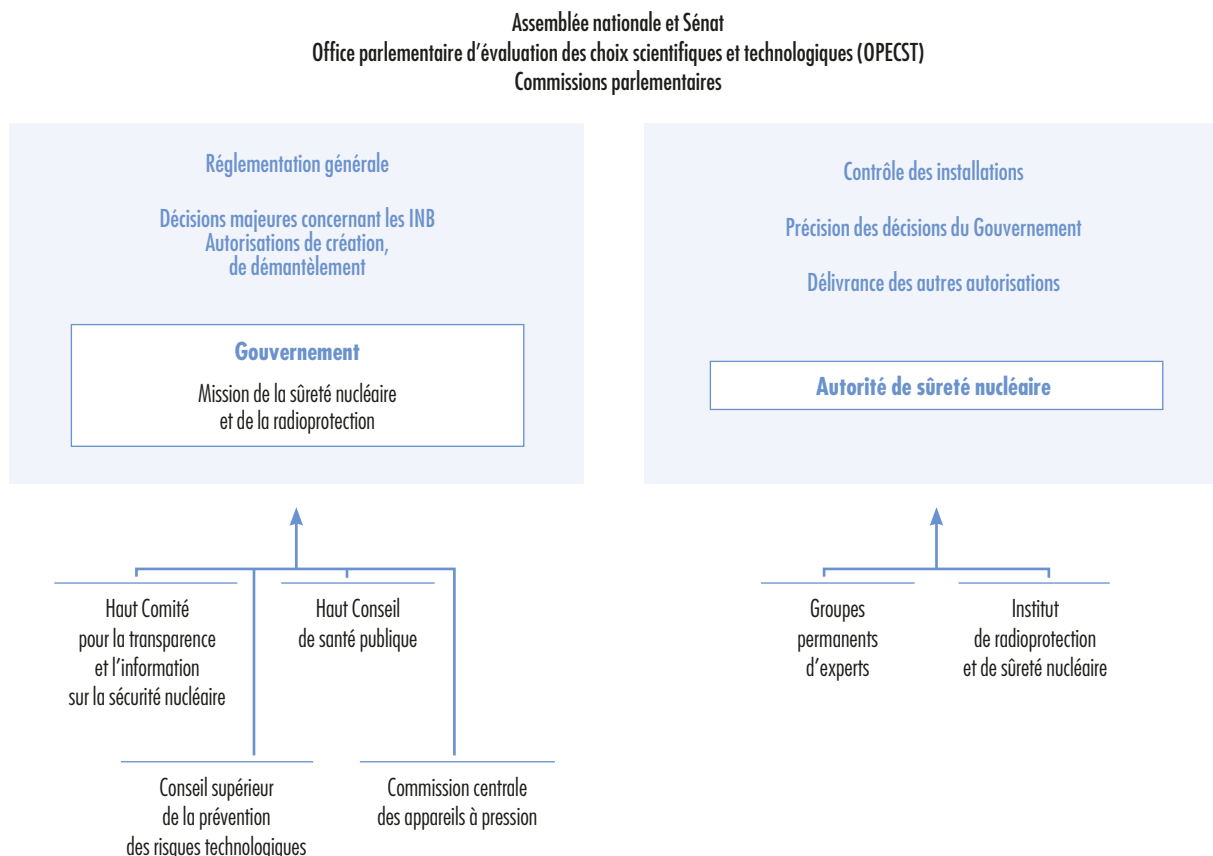 Assemblée nationale et Sénat
Office parlementaire d'évaluation des choix scientifiques et technologiques (OPECST)
Commissions parlementaires
Réglementation générale
Décisions majeures concernant les INB
Autorisations de création,
de démantèlement
Gouvernement
Mission de la sûreté nucléaire
et de la radioprotection
Contrôle des installations
Précision des décisions du Gouvernement
Délivrance des autres autorisations
Autorité de sûreté nucléaire
Haut Comité
pour la transparence
et l'information
sur la sécurité nucléaire
Haut Conseil
de santé publique
Conseil supérieur
de la prévention
des risques technologiques
Commission centrale
des appareils à pression
Groupes
permanents
d'experts
Institut
de radioprotection
et de sûreté nucléaire